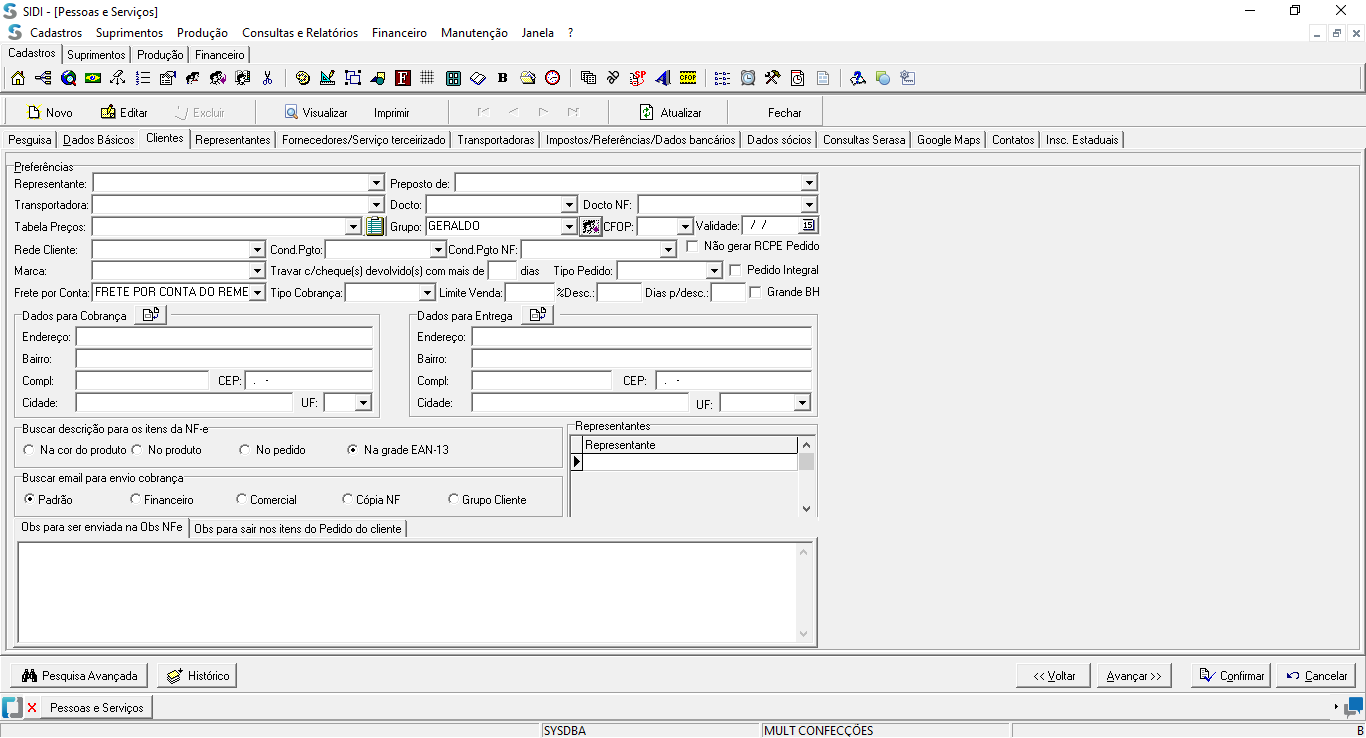 SIDI - [Pessoas e Serviços]
Cadastros Suprimentos Produção Consultas e Relatórios Financeiro Manutenção Janela ?
Cadastros Suprimentos Produção Financeiro
F B SP CFOP
Novo Editar Excluir Visualizar Imprimir Atualizar Fechar
Pesquisa Dados Básicos Clientes Representantes Fornecedores/Serviço terceirizado Transportadoras Impostos/Referências/Dados bancários Dados sócios Consultas Serasa Google Maps Contatos Insc. Estaduais
Preferências
Representante: Preposto de:
Transportadora: Docto: Docto NF:
Tabela Preços: Grupo: GERALDO CFOP: Validade: / / 15
Rede Cliente: Cond.Pgto: Cond.Pgto NF: Não gerar RCPE Pedido
Marca: Travar c/cheque(s) devolvido(s) com mais de dias Tipo Pedido: Pedido Integral
Frete por Conta: FRETE POR CONTA DO REME Tipo Cobrança: Limite Venda: %Desc.: Dias p/desc.: Grande BH
Dados para Cobrança Dados para Entrega
Endereço: Endereço:
Bairro: Bairro:
Compl: CEP: . - Compl: CEP: . -
Cidade: UF: Cidade: UF:
Buscar descrição para os itens da NF-e Representantes
Na cor do produto No produto No pedido Na grade EAN-13 Representante
Buscar email para envio cobrança
Padrão Financeiro Comercial Cópia NF Grupo Cliente
Obs para ser enviada na Obs NFe Obs para sair nos itens do Pedido do cliente
Pesquisa Avançada Histórico << Voltar Avançar >> Confirmar Cancelar
Pessoas e Serviços
SYSDBA MULT CONFECÇÕES B